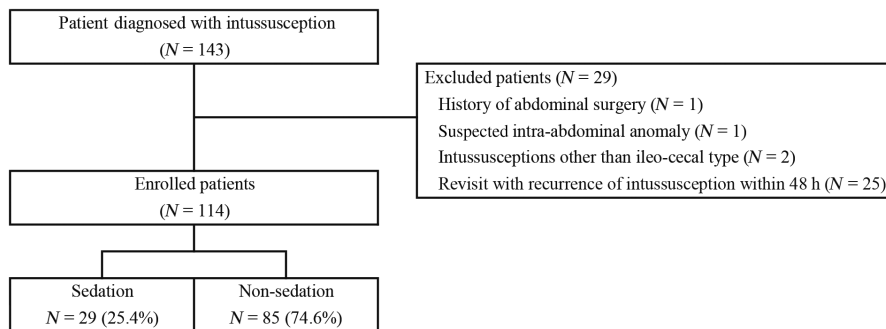 Patient diagnosed with intussusception
(N = 143)
Excluded patients (N = 29)
History of abdominal surgery (N = 1)
Suspected intra-abdominal anomaly (N = 1)
Intussusceptions other than ileo-cecal type (N = 2)
Revisit with recurrence of intussusception within 48 h (N = 25)
Enrolled patients
(N = 114)
Sedation
N = 29 (25.4%)
Non-sedation
N = 85 (74.6%)